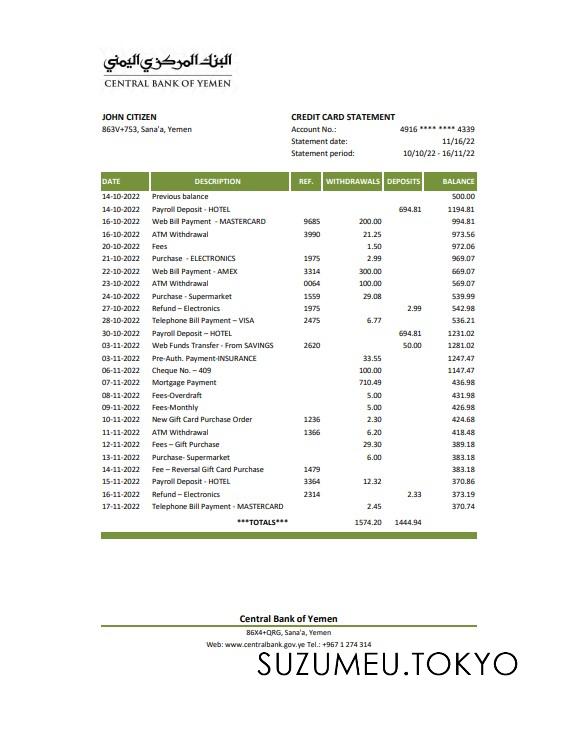 البنك المركزي اليمني
CENTRAL BANK OF YEMEN
JOHN CITIZEN
863V+753, Sana'a, Yemen
CREDIT CARD STATEMENT
Account No.: 4916 **** **** 4339
Statement date: 11/16/22
Statement period: 10/10/22 - 16/11/22
DATE DESCRIPTION REF. WITHDRAWALS DEPOSITS BALANCE
14-10-2022 Previous balance 500.00
14-10-2022 Payroll Deposit - HOTEL 694.81 1194.81
16-10-2022 Web Bill Payment - MASTERCARD 9685 200.00 994.81
16-10-2022 ATM Withdrawal 3990 21.25 973.56
20-10-2022 Fees 1.50 972.06
21-10-2022 Purchase - ELECTRONICS 1975 2.99 969.07
22-10-2022 Web Bill Payment - AMEX 3314 300.00 669.07
23-10-2022 ATM Withdrawal 0064 100.00 569.07
24-10-2022 Purchase - Supermarket 1559 29.08 539.99
27-10-2022 Refund – Electronics 1975 2.99 542.98
28-10-2022 Telephone Bill Payment – VISA 2475 6.77 536.21
30-10-2022 Payroll Deposit – HOTEL 694.81 1231.02
03-11-2022 Web Funds Transfer - From SAVINGS 2620 50.00 1281.02
03-11-2022 Pre-Auth. Payment-INSURANCE 33.55 1247.47
06-11-2022 Cheque No. – 409 100.00 1147.47
07-11-2022 Mortgage Payment 710.49 436.98
08-11-2022 Fees-Overdraft 5.00 431.98
09-11-2022 Fees-Monthly 5.00 426.98
10-11-2022 New Gift Card Purchase Order 1236 2.30 424.68
11-11-2022 ATM Withdrawal 1366 6.20 418.48
12-11-2022 Fees – Gift Purchase 29.30 389.18
13-11-2022 Purchase- Supermarket 6.00 383.18
14-11-2022 Fee – Reversal Gift Card Purchase 1479 383.18
15-11-2022 Payroll Deposit - HOTEL 3364 12.32 370.86
16-11-2022 Refund – Electronics 2314 2.33 373.19
17-11-2022 Telephone Bill Payment - MASTERCARD 2.45 370.74
***TOTALS*** 1574.20 1444.94
Central Bank of Yemen
86X4+QRG, Sana'a, Yemen
Web: www.centralbank.gov.ye Tel.: +967 1 274 314
SUZUMEU.TOKYO